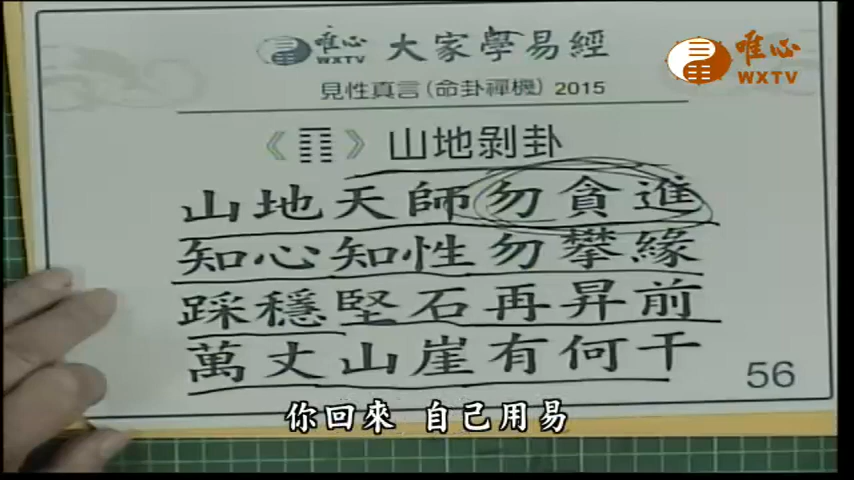 唯心 大家學易經 唯心
WXTV WXTV
見性真言(命卦禪機) 2015
《䷖》山地剝卦
山地天師勿貪進
知心知性勿攀緣
踩穩堅石再昇前
萬丈山崖有何干
56
你回來 自己用易